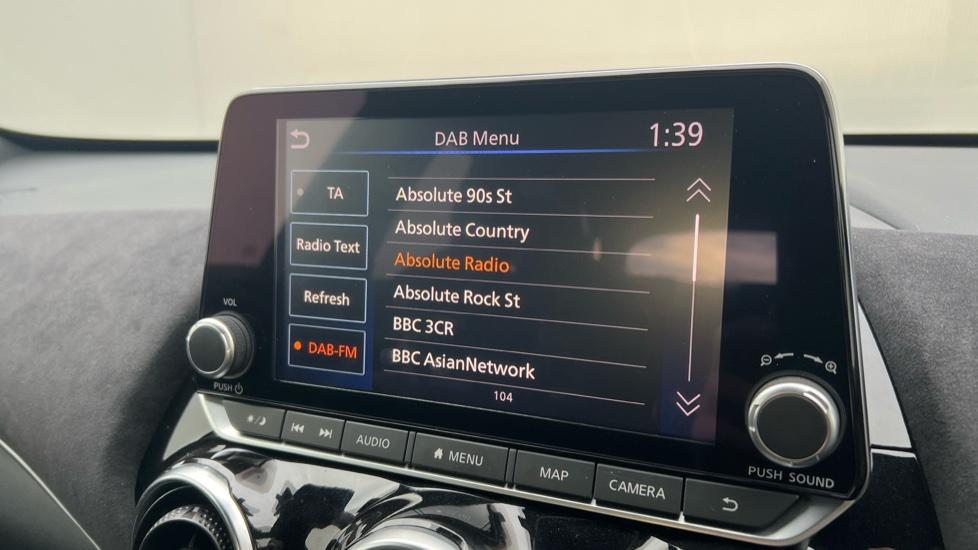 DAB Menu
1:39
TA
Radio Text
Refresh
DAB-FM
Absolute 90s St
Absolute Country
Absolute Radio
Absolute Rock St
BBC 3CR
BBC AsianNetwork
104
VOL
PUSH
AUDIO
MENU
MAP
CAMERA
PUSH SOUND